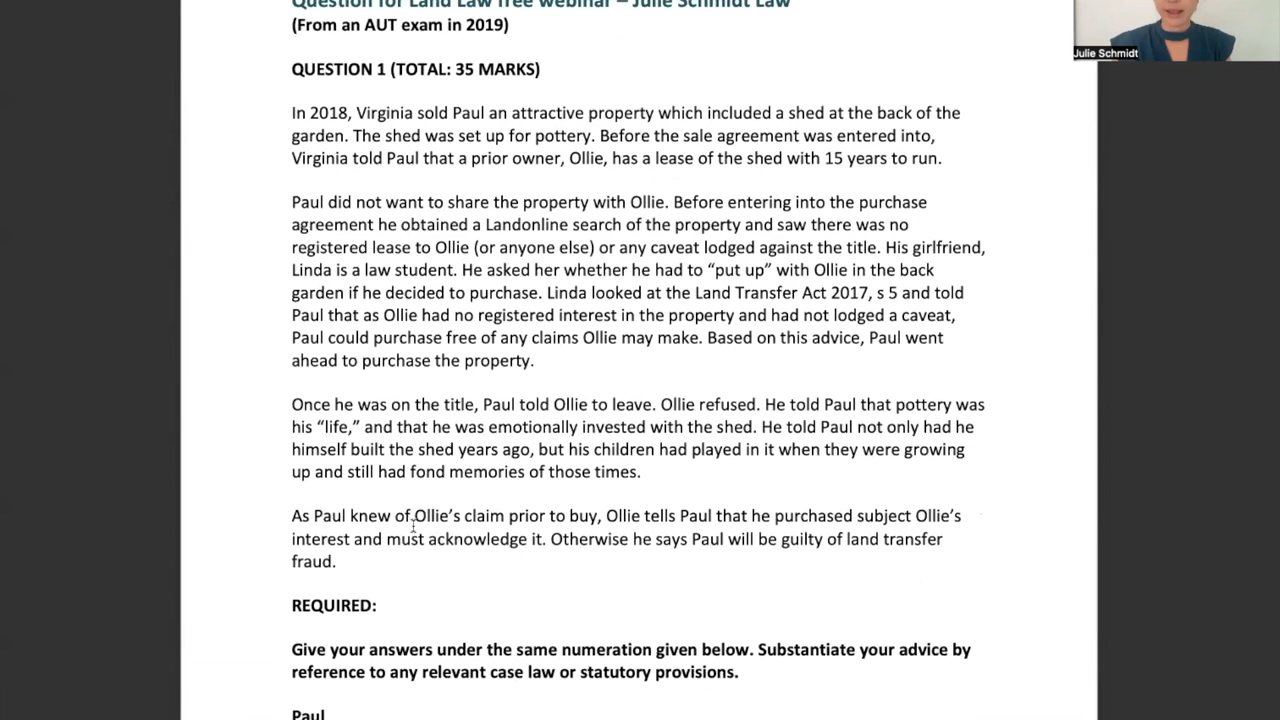 Question for Land Law free webinar – Julie Schmidt Law
(From an AUT exam in 2019)
Julie Schmidt
QUESTION 1 (TOTAL: 35 MARKS)
In 2018, Virginia sold Paul an attractive property which included a shed at the back of the
garden. The shed was set up for pottery. Before the sale agreement was entered into,
Virginia told Paul that a prior owner, Ollie, has a lease of the shed with 15 years to run.
Paul did not want to share the property with Ollie. Before entering into the purchase
agreement he obtained a Landonline search of the property and saw there was no
registered lease to Ollie (or anyone else) or any caveat lodged against the title. His girlfriend,
Linda is a law student. He asked her whether he had to “put up” with Ollie in the back
garden if he decided to purchase. Linda looked at the Land Transfer Act 2017, s 5 and told
Paul that as Ollie had no registered interest in the property and had not lodged a caveat,
Paul could purchase free of any claims Ollie may make. Based on this advice, Paul went
ahead to purchase the property.
Once he was on the title, Paul told Ollie to leave. Ollie refused. He told Paul that pottery was
his “life,” and that he was emotionally invested with the shed. He told Paul not only had he
himself built the shed years ago, but his children had played in it when they were growing
up and still had fond memories of those times.
As Paul knew of Ollie’s claim prior to buy, Ollie tells Paul that he purchased subject Ollie’s
interest and must acknowledge it. Otherwise he says Paul will be guilty of land transfer
fraud.
REQUIRED:
Give your answers under the same numeration given below. Substantiate your advice by
reference to any relevant case law or statutory provisions.
Paul